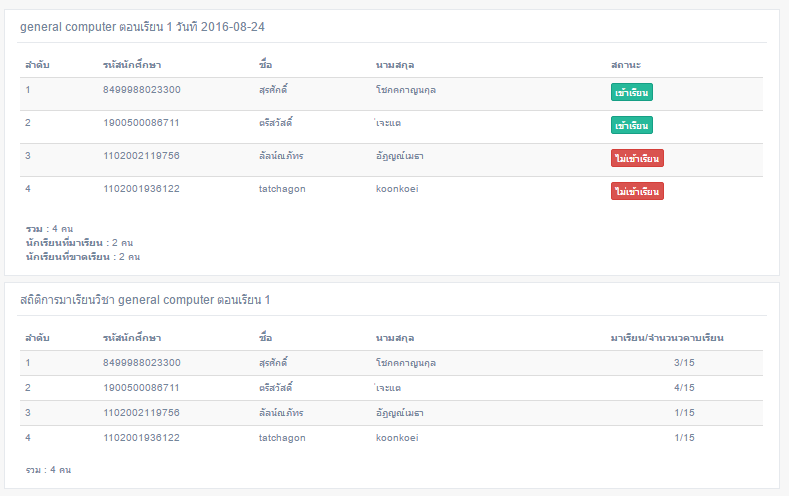 general computer ตอนเรียน 1 วันที่ 2016-08-24
ลำดับ รหัสนักศึกษา ชื่อ นามสกุล สถานะ
1 8499988023300 สุรศักดิ์ โชคคกาญนกุล เข้าเรียน
2 1900500086711 ตรีสวัสดิ์ ่เจะแต เข้าเรียน
3 1102002119756 ลัลน์ณภัทร อัฏญณ์เมธา ไม่เข้าเรียน
4 1102001936122 tatchagon koonkoei ไม่เข้าเรียน
รวม : 4 คน
นักเรียนที่มาเรียน : 2 คน
นักเรียนที่ขาดเรียน : 2 คน
สถิติการมาเรียนวิชา general computer ตอนเรียน 1
ลำดับ รหัสนักศึกษา ชื่อ นามสกุล มาเรียน/จำนวนวคาบเรียน
1 8499988023300 สุรศักดิ์ โชคคกาญนกุล 3/15
2 1900500086711 ตรีสวัสดิ์ ่เจะแต 4/15
3 1102002119756 ลัลน์ณภัทร อัฏญณ์เมธา 1/15
4 1102001936122 tatchagon koonkoei 1/15
รวม : 4 คน